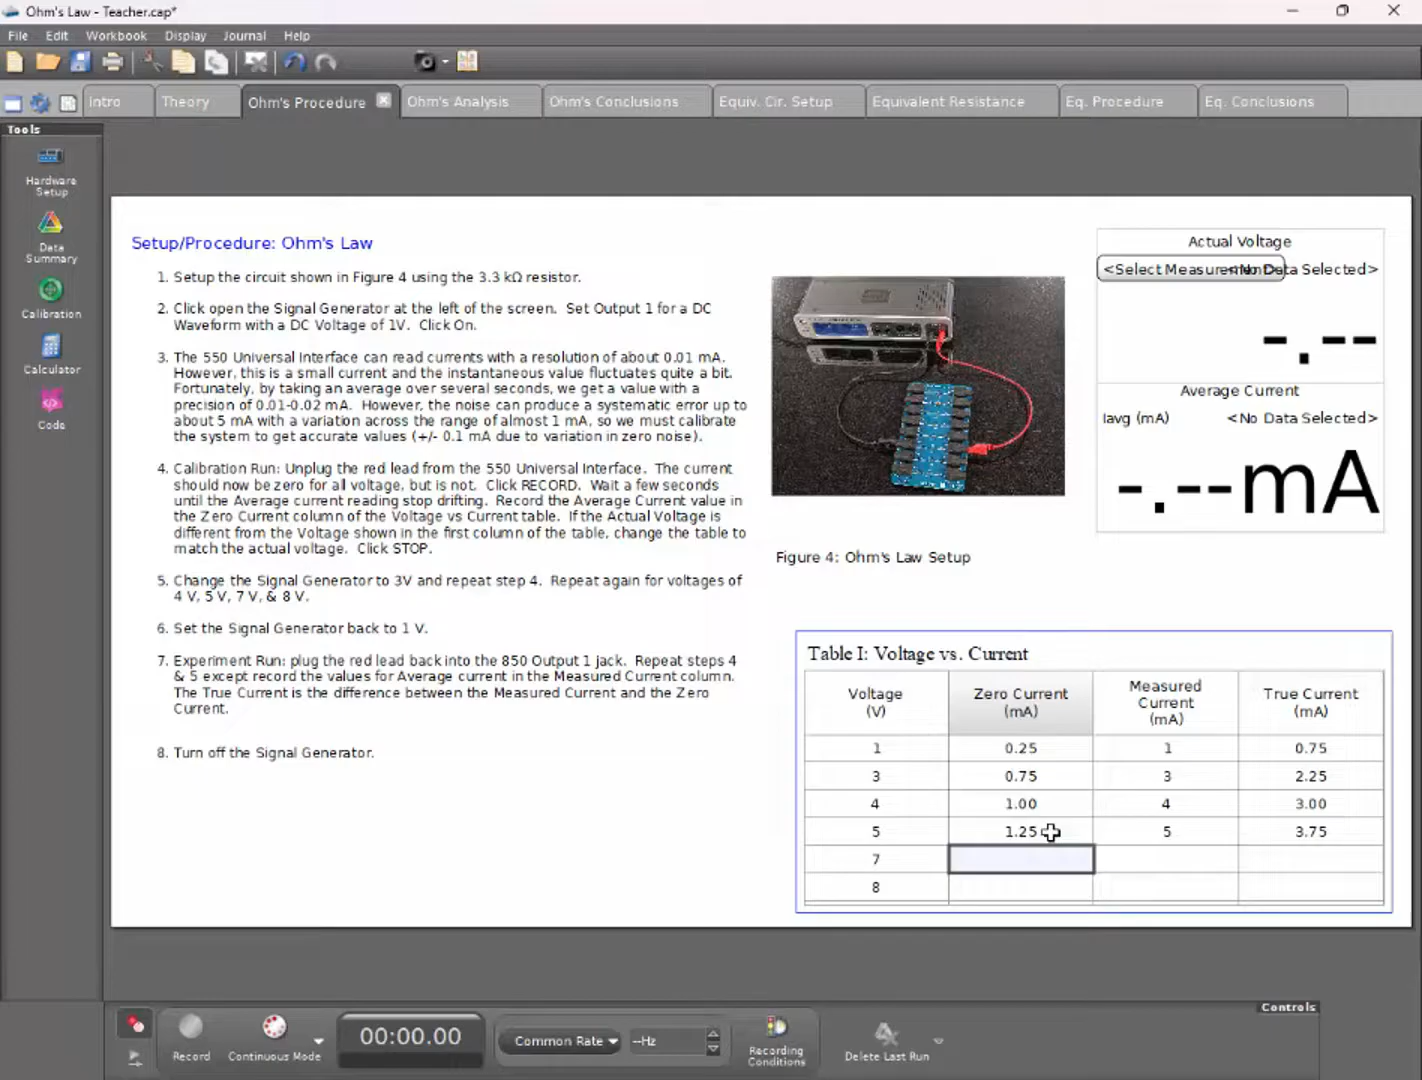 Ohm's Law - Teacher.cap*
File Edit Workbook Display Journal Help
Intro Theory Ohm's Procedure Ohm's Analysis Ohm's Conclusions Equiv. Cir. Setup Equivalent Resistance Eq. Procedure Eq. Conclusions
Tools
Hardware
Setup
Data
Summary
Calibration
Calculator
Code
Setup/Procedure: Ohm's Law
1. Setup the circuit shown in Figure 4 using the 3.3 kΩ resistor.
2. Click open the Signal Generator at the left of the screen. Set Output 1 for a DC
Waveform with a DC Voltage of 1V. Click On.
3. The 550 Universal Interface can read currents with a resolution of about 0.01 mA.
However, this is a small current and the instantaneous value fluctuates quite a bit.
Fortunately, by taking an average over several seconds, we get a value with a
precision of 0.01-0.02 mA. However, the noise can produce a systematic error up to
about 5 mA with a variation across the range of almost 1 mA, so we must calibrate
the system to get accurate values (+/- 0.1 mA due to variation in zero noise).
4. Calibration Run: Unplug the red lead from the 550 Universal Interface. The current
should now be zero for all voltage, but is not. Click RECORD. Wait a few seconds
until the Average current reading stop drifting. Record the Average Current value in
the Zero Current column of the Voltage vs Current table. If the Actual Voltage is
different from the Voltage shown in the first column of the table, change the table to
match the actual voltage. Click STOP.
5. Change the Signal Generator to 3V and repeat step 4. Repeat again for voltages of
4 V, 5 V, 7 V, & 8 V.
6. Set the Signal Generator back to 1 V.
7. Experiment Run: plug the red lead back into the 850 Output 1 jack. Repeat steps 4
& 5 except record the values for Average current in the Measured Current column.
The True Current is the difference between the Measured Current and the Zero
Current.
8. Turn off the Signal Generator.
Figure 4: Ohm's Law Setup
Actual Voltage
<Select Measurement> <No Data Selected>
-.--
Average Current
Iavg (mA) <No Data Selected>
-.--mA
Table I: Voltage vs. Current
Voltage
(V)
Zero Current
(mA)
Measured
Current
(mA)
True Current
(mA)
1 0.25 1 0.75
3 0.75 3 2.25
4 1.00 4 3.00
5 1.25 5 3.75
7
8
Controls
Record
Continuous Mode
00:00.00
Common Rate
--Hz
Recording
Conditions
Delete Last Run